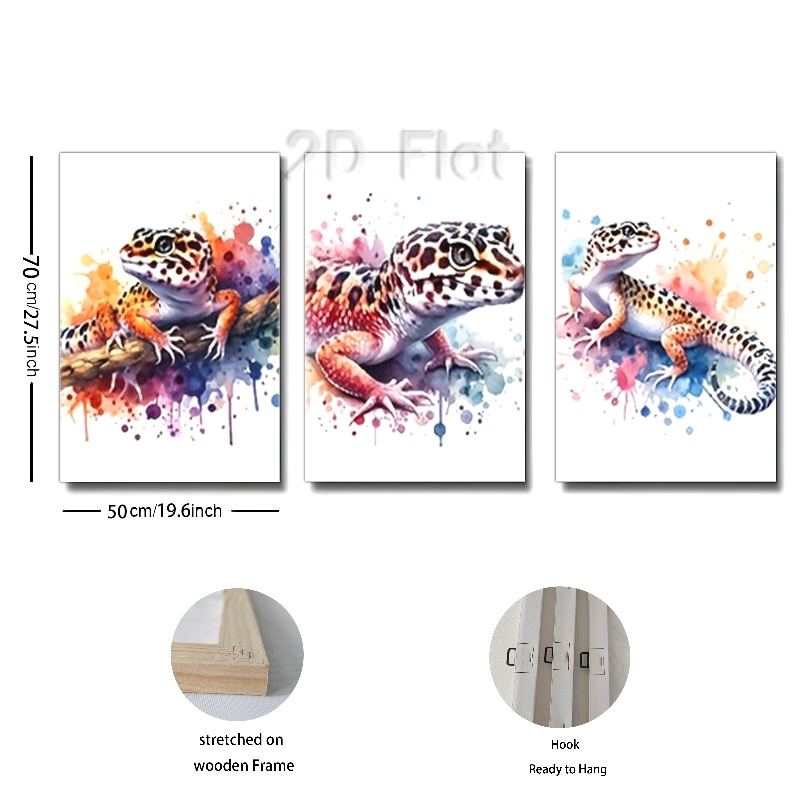 2D Flat
70 cm/27.5inch
50cm/19.6inch
stretched on
wooden Frame
Hook
Ready to Hang